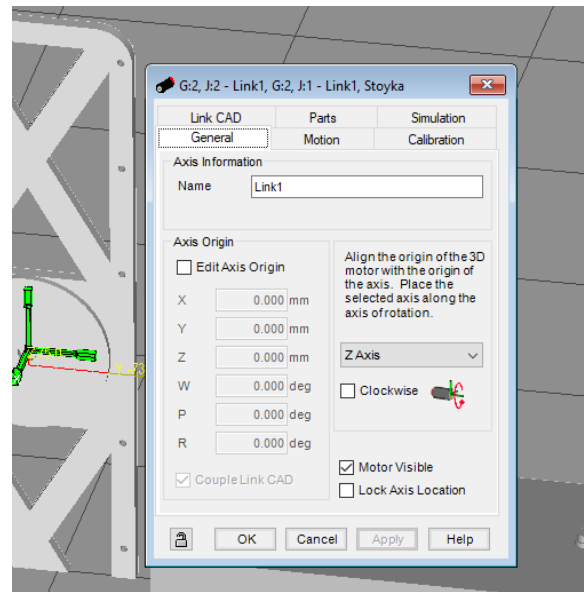 G:2, J:2 - Link1, G:2, J:1 - Link1, Stoyka
Link CAD Parts Simulation
General Motion Calibration
Axis Information
Name Link1
Axis Origin
Edit Axis Origin
X 0.000 mm
Y 0.000 mm
Z 0.000 mm
W 0.000 deg
P 0.000 deg
R 0.000 deg
Couple Link CAD
Align the origin of the 3D
motor with the origin of
the axis. Place the
selected axis along the
axis of rotation.
Z Axis
Clockwise
Motor Visible
Lock Axis Location
OK Cancel Apply Help